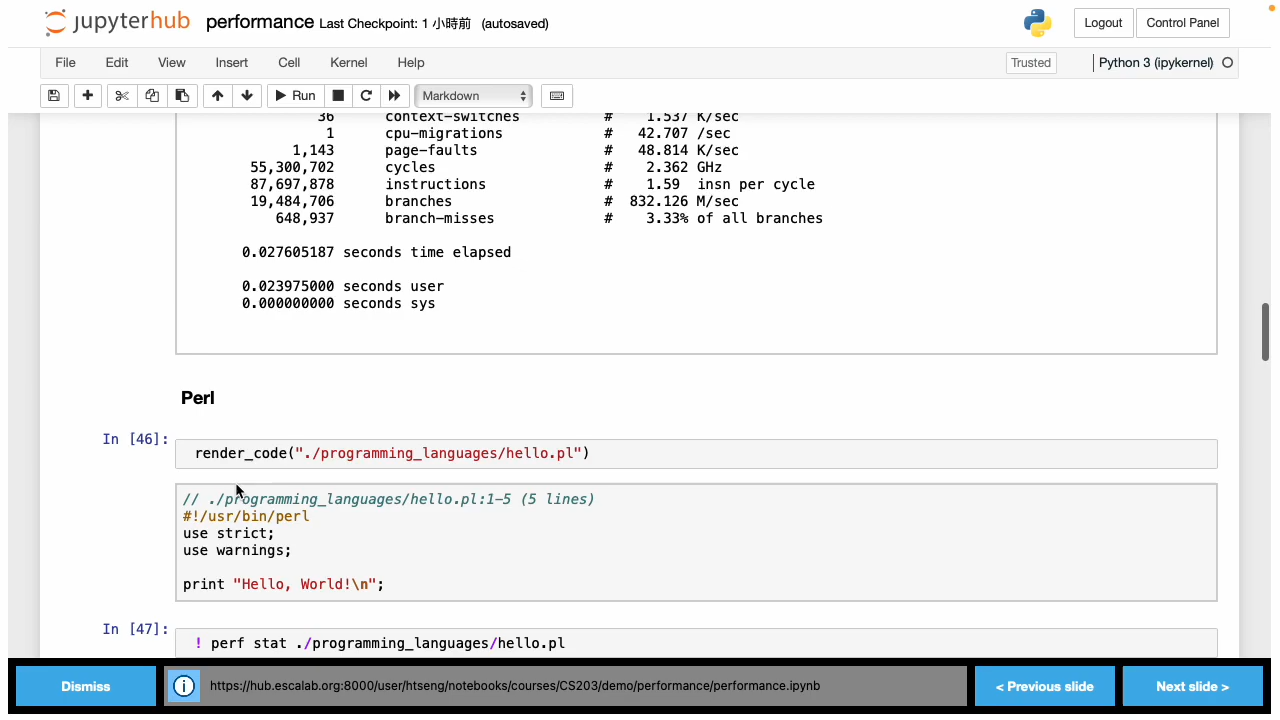 jupyterhub performance Last Checkpoint: 1 小時前 (autosaved) Logout Control Panel
File Edit View Insert Cell Kernel Help Trusted Python 3 (ipykernel)
Run Markdown
36 context-switches # 1.537 K/sec
1 cpu-migrations # 42.707 /sec
1,143 page-faults # 48.814 K/sec
55,300,702 cycles # 2.362 GHz
87,697,878 instructions # 1.59 insn per cycle
19,484,706 branches # 832.126 M/sec
648,937 branch-misses # 3.33% of all branches
0.027605187 seconds time elapsed
0.023975000 seconds user
0.000000000 seconds sys
Perl
In [46]: render_code("./programming_languages/hello.pl")
// ./programming_languages/hello.pl:1-5 (5 lines)
#!/usr/bin/perl
use strict;
use warnings;
print "Hello, World!\n";
In [47]: ! perf stat ./programming_languages/hello.pl
Dismiss https://hub.escalab.org:8000/user/htseng/notebooks/courses/CS203/demo/performance/performance.ipynb < Previous slide Next slide >